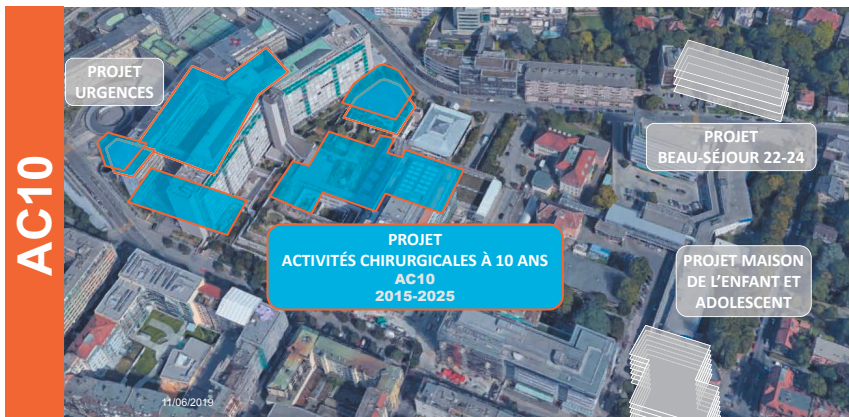 AC10
PROJET
URGENCES
PROJET
BEAU-SÉJOUR 22-24
PROJET
ACTIVITÉS CHIRURGICALES À 10 ANS
AC10
2015-2025
PROJET MAISON
DE L'ENFANT ET
ADOLESCENT
11/06/2019